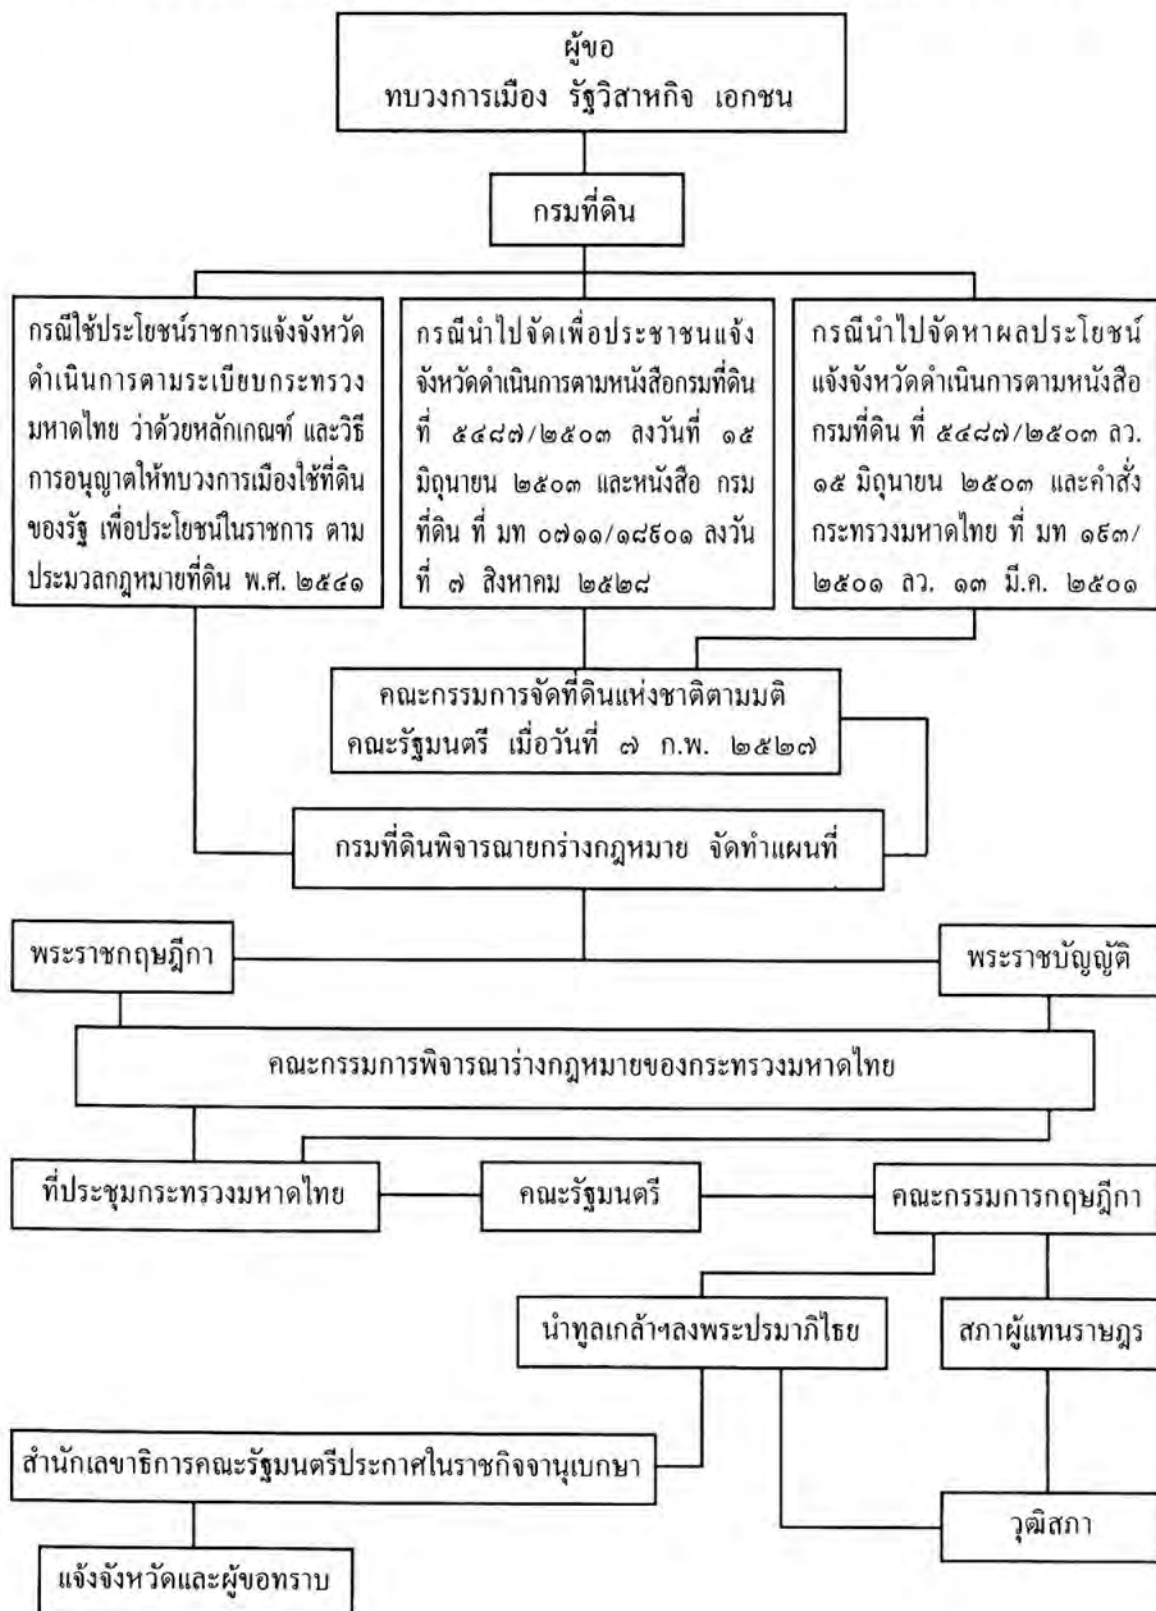 ผู้ขอ
ทบวงการเมือง รัฐวิสาหกิจ เอกชน
กรมที่ดิน
กรณีใช้ประโยชน์ราชการแจ้งจังหวัด
ดำเนินการตามระเบียบกระทรวง
มหาดไทย ว่าด้วยหลักเกณฑ์ และวิธี
การอนุญาตให้ทบวงการเมืองใช้ที่ดิน
ของรัฐ เพื่อประโยชน์ในราชการ ตาม
ประมวลกฎหมายที่ดิน พ.ศ. ๒๕๔๑
กรณีนำไปจัดเพื่อประชาชนแจ้ง
จังหวัดดำเนินการตามหนังสือกรมที่ดิน
ที่ ๕๔๘๗/๒๕๐๓ ลงวันที่ ๑๕
มิถุนายน ๒๕๐๓ และหนังสือ กรม
ที่ดิน ที่ มท ๐๗๑๑/๑๘๙๐๑ ลงวัน
ที่ ๗ สิงหาคม ๒๕๒๘
กรณีนำไปจัดหาผลประโยชน์
แจ้งจังหวัดดำเนินการตามหนังสือ
กรมที่ดิน ที่ ๕๔๘๗/๒๕๐๓ ลว.
๑๕ มิถุนายน ๒๕๐๓ และคำสั่ง
กระทรวงมหาดไทย ที่ มท ๑๙๓/
๒๕๐๑ ลว. ๑๓ มี.ค. ๒๕๐๑
คณะกรรมการจัดที่ดินแห่งชาติตามมติ
คณะรัฐมนตรี เมื่อวันที่ ๗ ก.พ. ๒๕๒๗
กรมที่ดินพิจารณายกร่างกฎหมาย จัดทำแผนที่
พระราชกฤษฎีกา
พระราชบัญญัติ
คณะกรรมการพิจารณาร่างกฎหมายของกระทรวงมหาดไทย
ที่ประชุมกระทรวงมหาดไทย
คณะรัฐมนตรี
คณะกรรมการกฤษฎีกา
นำทูลเกล้าฯลงพระปรมาภิไธย
สภาผู้แทนราษฎร
สำนักเลขาธิการคณะรัฐมนตรีประกาศในราชกิจจานุเบกษา
วุฒิสภา
แจ้งจังหวัดและผู้ขอทราบ